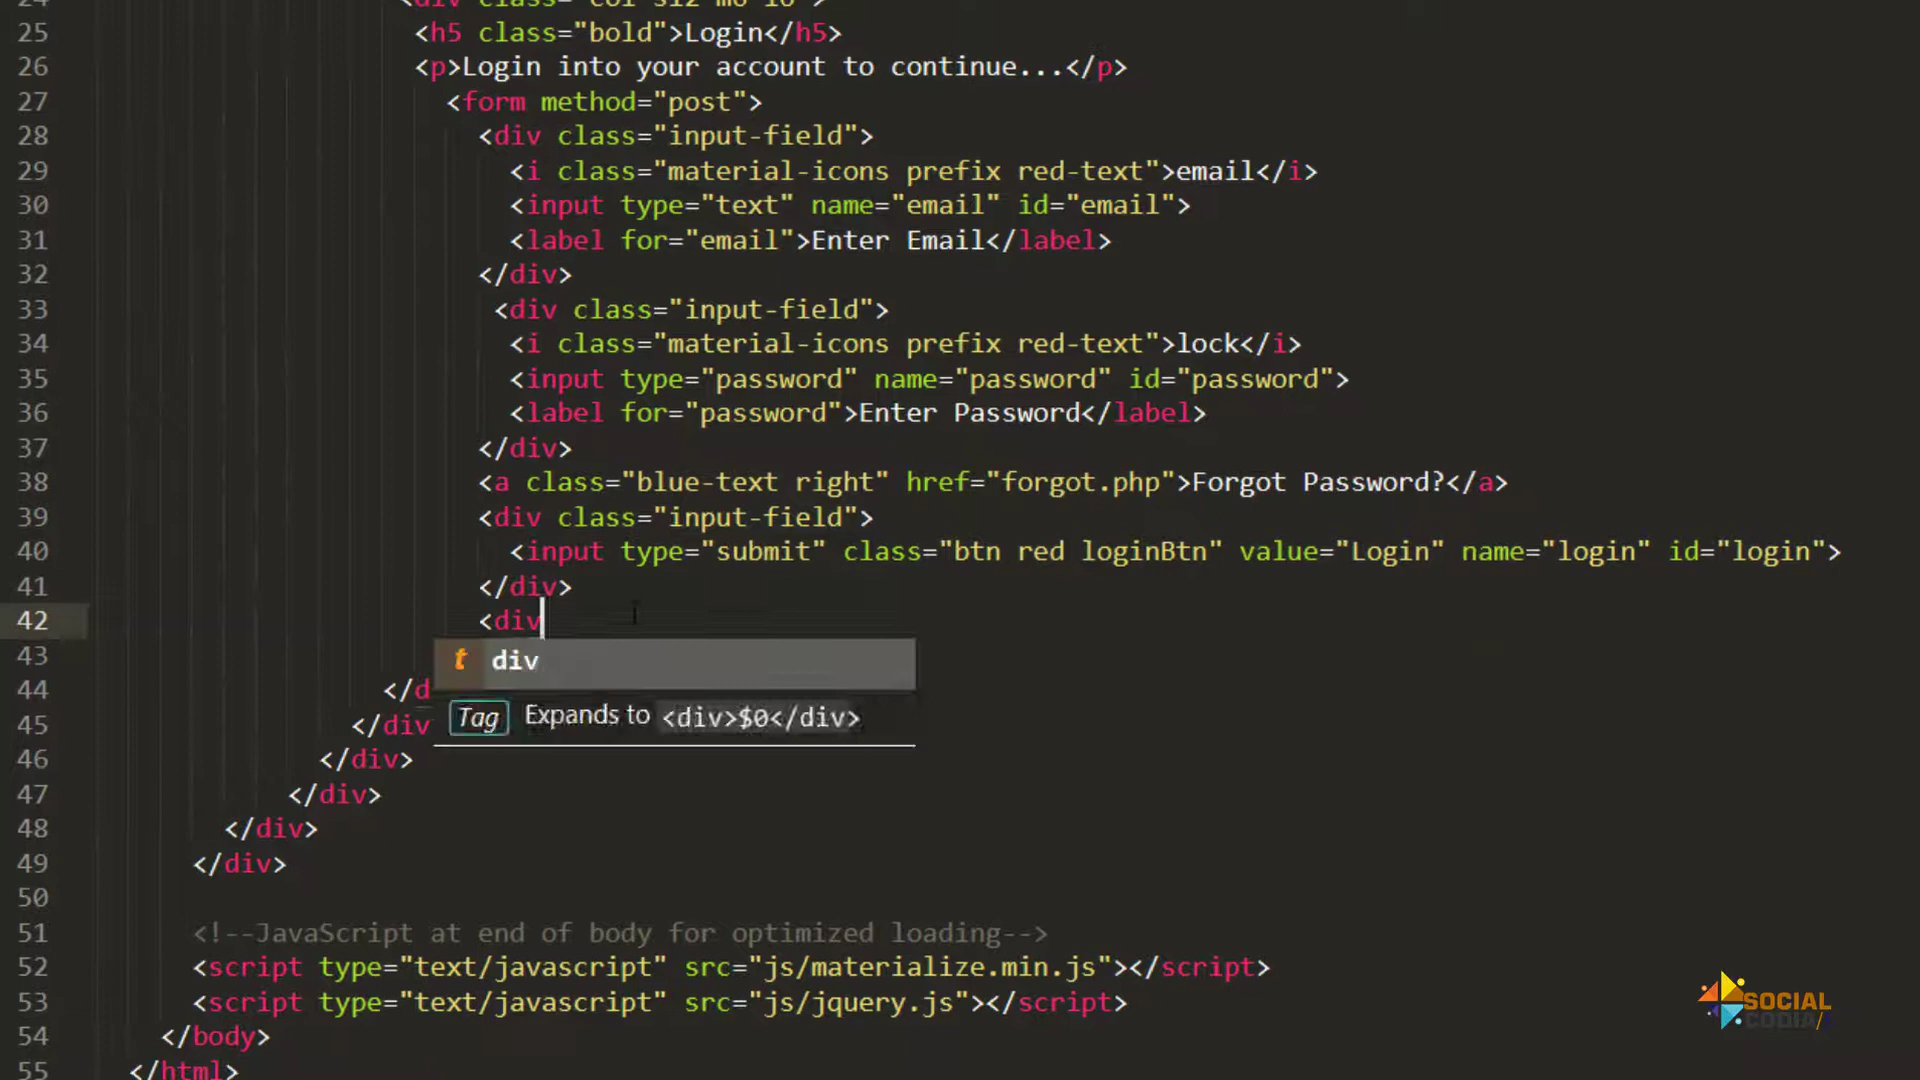 24 <div class="col s12 m6 l6">
25 <h5 class="bold">Login</h5>
26 <p>Login into your account to continue...</p>
27 <form method="post">
28 <div class="input-field">
29 <i class="material-icons prefix red-text">email</i>
30 <input type="text" name="email" id="email">
31 <label for="email">Enter Email</label>
32 </div>
33 <div class="input-field">
34 <i class="material-icons prefix red-text">lock</i>
35 <input type="password" name="password" id="password">
36 <label for="password">Enter Password</label>
37 </div>
38 <a class="blue-text right" href="forgot.php">Forgot Password?</a>
39 <div class="input-field">
40 <input type="submit" class="btn red loginBtn" value="Login" name="login" id="login">
41 </div>
42 <div
t div
43
Tag Expands to <div>$0</div>
44 </d
45 </div
46 </div>
47 </div>
48 </div>
49 </div>
50
51 <!--JavaScript at end of body for optimized loading-->
52 <script type="text/javascript" src="js/materialize.min.js"></script>
53 <script type="text/javascript" src="js/jquery.js"></script>
54 </body>
55 </html>
SOCIAL
CODIA/